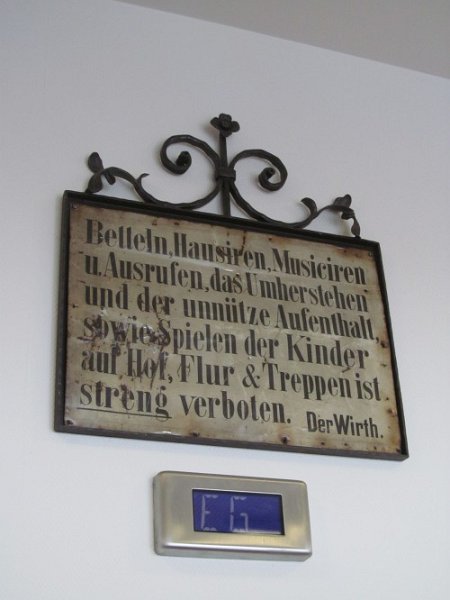 Betteln, Hausiren, Musiciren
u. Ausrufen, das Umherstehen
und der unnütze Aufenthalt,
sowie Spielen der Kinder
auf Hof, Flur & Treppen ist
streng verboten. Der Wirth.
EG